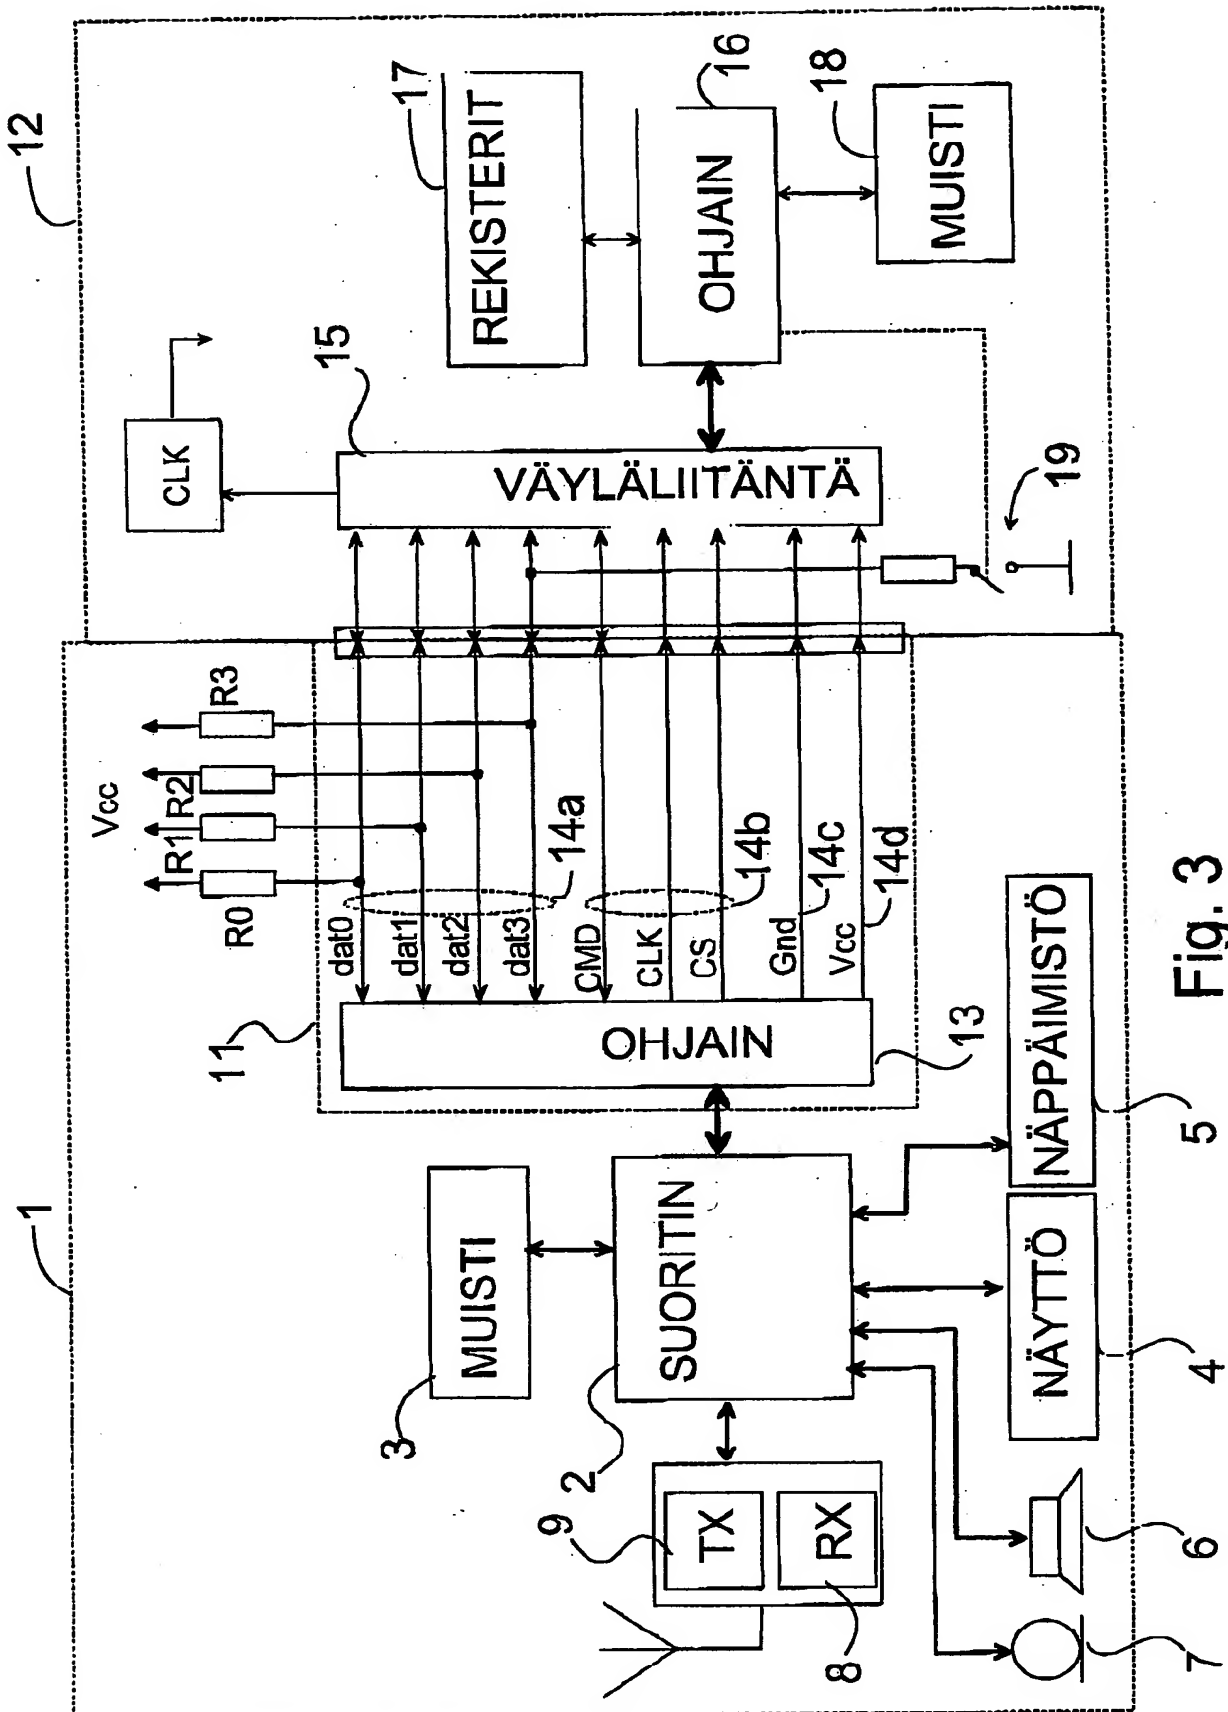 1
12
11
Vcc
R0
R1
R2
R3
CLK
15
17
REKISTERIT
16
OHJAIN
18
MUISTI
VÄYLÄLIITÄNTÄ
19
dat0
dat1
dat2
dat3
14a
CMD
CLK
CS
14b
Gnd
14c
Vcc
14d
OHJAIN
13
3
MUISTI
2
SUORITIN
9
TX
8
RX
7
6
NÄYTTÖ
4
NÄPPÄIMISTÖ
5
Fig. 3